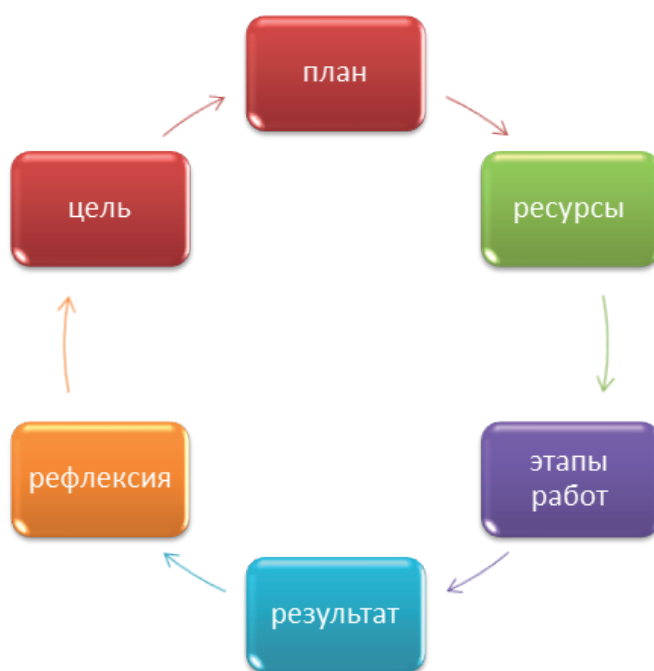 план
ресурсы
этапы
работ
результат
рефлексия
цель